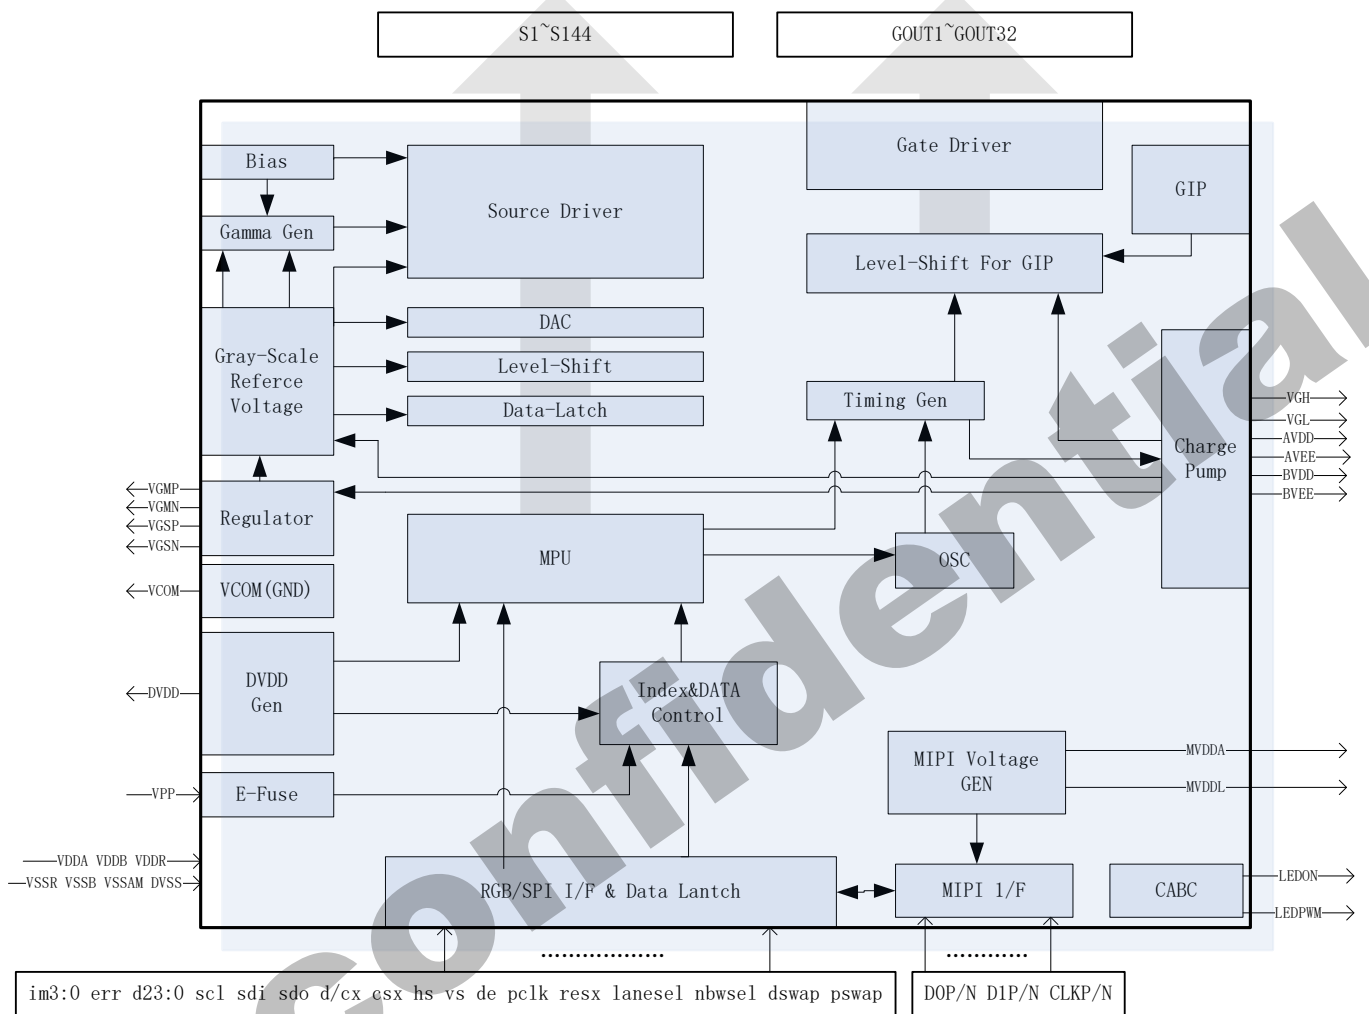 S1~S144
GOUT1~GOUT32
Bias
Gate Driver
GIP
Source Driver
Gamma Gen
Level-Shift For GIP
DAC
Gray-Scale
Referce
Voltage
Level-Shift
Timing Gen
Data-Latch
Charge
Pump
VGH
VGL
AVDD
AVEE
BVDD
BVEE
VGMP
VGMN
VGSP
VGSN
Regulator
MPU
OSC
VCOM
VCOM(GND)
DVDD
DVDD
Gen
Index&DATA
Control
MIPI Voltage
GEN
MVDDA
MVDDL
VPP
E-Fuse
VDDA VDDB VDDR
VSSR VSSB VSSAM DVSS
RGB/SPI I/F & Data Lantch
MIPI 1/F
CABC
LEDON
LEDPWM
im3:0 err d23:0 scl sdi sdo d/cx csx hs vs de pclk resx lanesel nbwsel dswap pswap
D0P/N D1P/N CLKP/N
Confidential